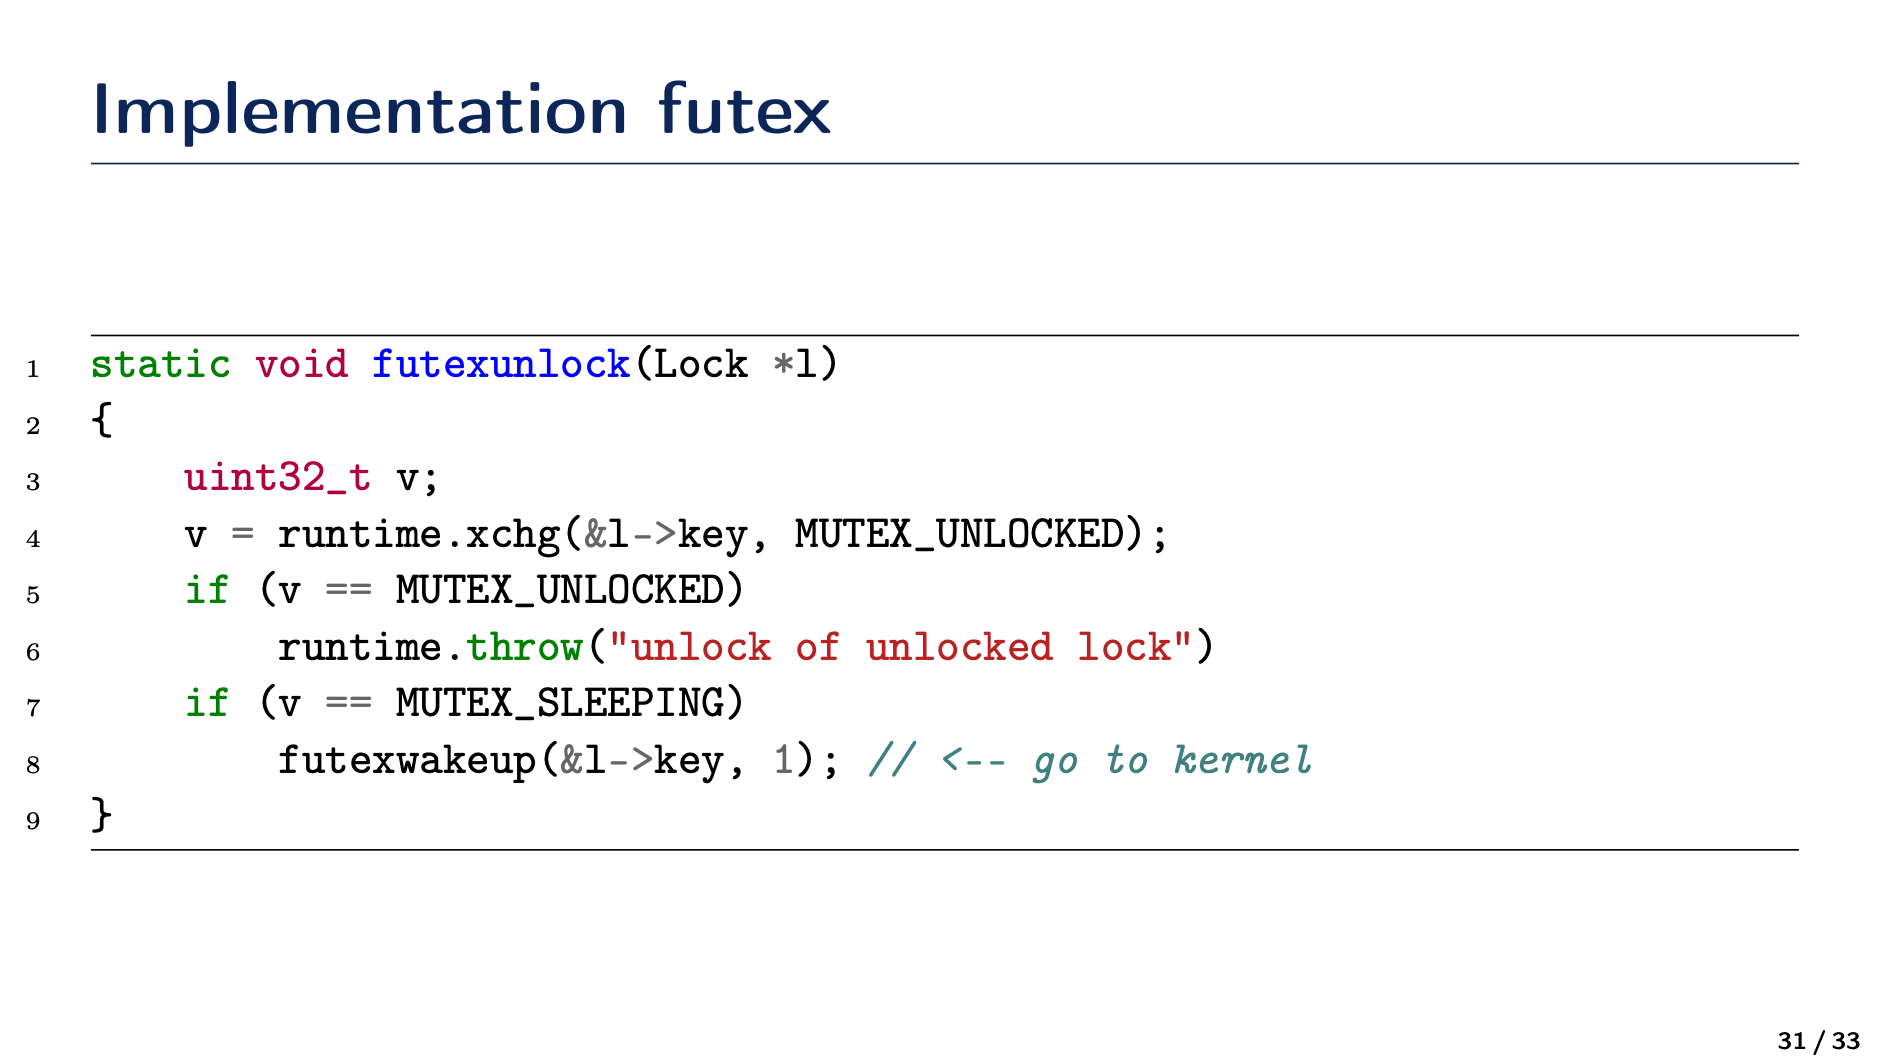 Implementation futex
1 static void futexunlock(Lock *l)
2 {
3     uint32_t v;
4     v = runtime.xchg(&l->key, MUTEX_UNLOCKED);
5     if (v == MUTEX_UNLOCKED)
6         runtime.throw("unlock of unlocked lock")
7     if (v == MUTEX_SLEEPING)
8         futexwakeup(&l->key, 1); // <-- go to kernel
9 }
31 / 33